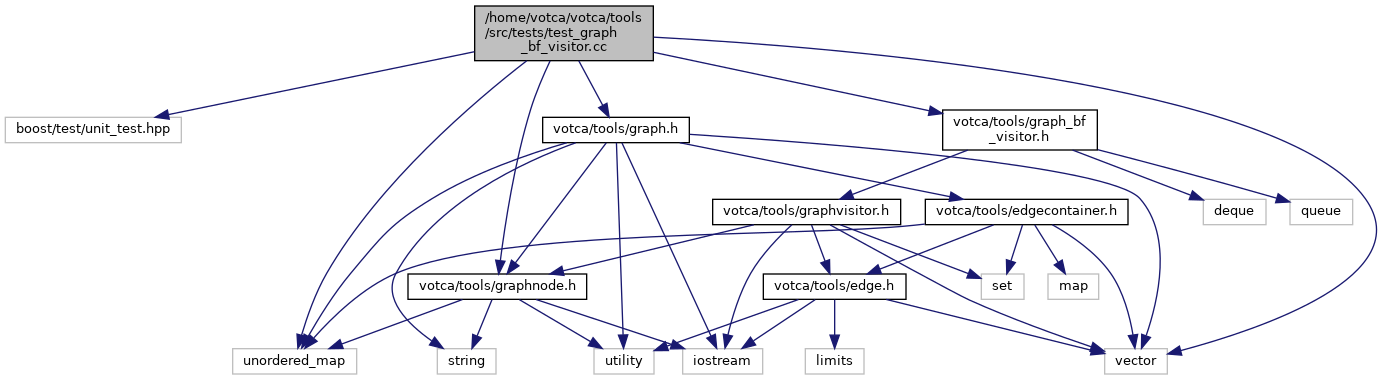 /home/votca/votca/tools
/src/tests/test_graph
_bf_visitor.cc
boost/test/unit_test.hpp
votca/tools/graph.h
votca/tools/graph_bf
_visitor.h
votca/tools/graphvisitor.h
votca/tools/edgecontainer.h
deque
queue
votca/tools/graphnode.h
votca/tools/edge.h
set
map
unordered_map
string
utility
iostream
limits
vector